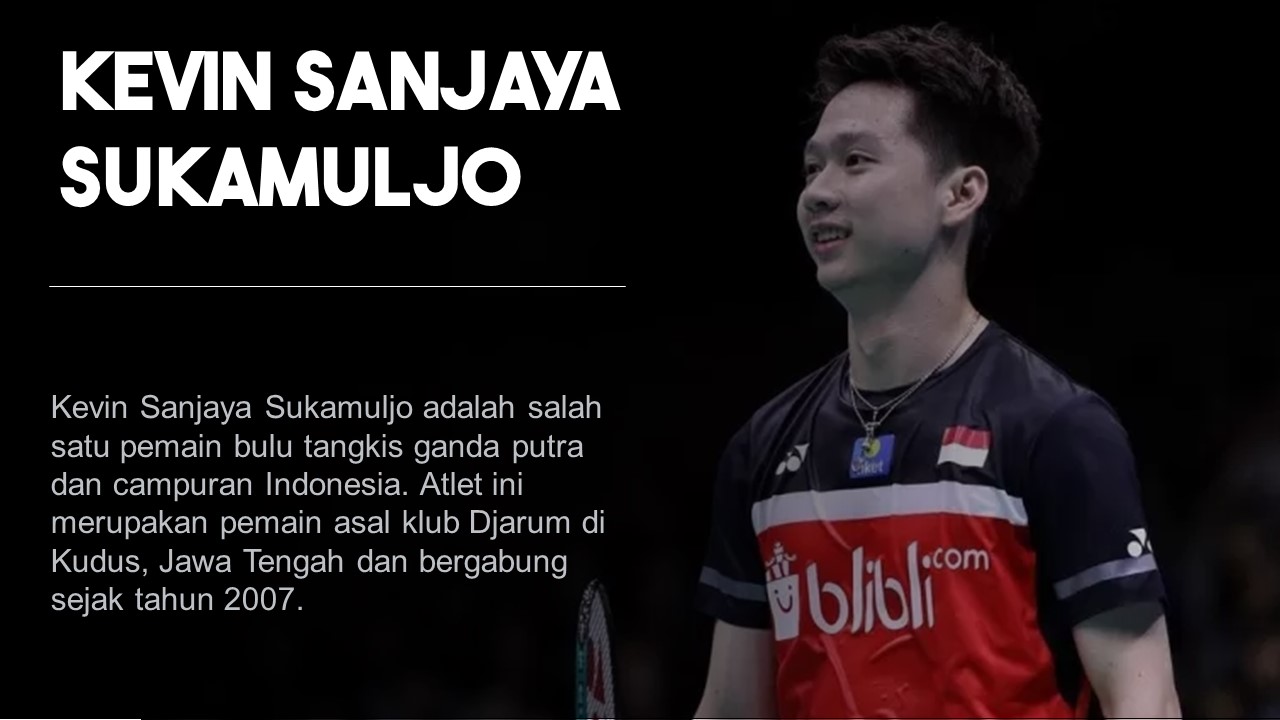 KEVIN SANJAYA
SUKAMULJO
Kevin Sanjaya Sukamuljo adalah salah
satu pemain bulu tangkis ganda putra
dan campuran Indonesia. Atlet ini
merupakan pemain asal klub Djarum di
Kudus, Jawa Tengah dan bergabung
sejak tahun 2007.
tiket
blibli.com